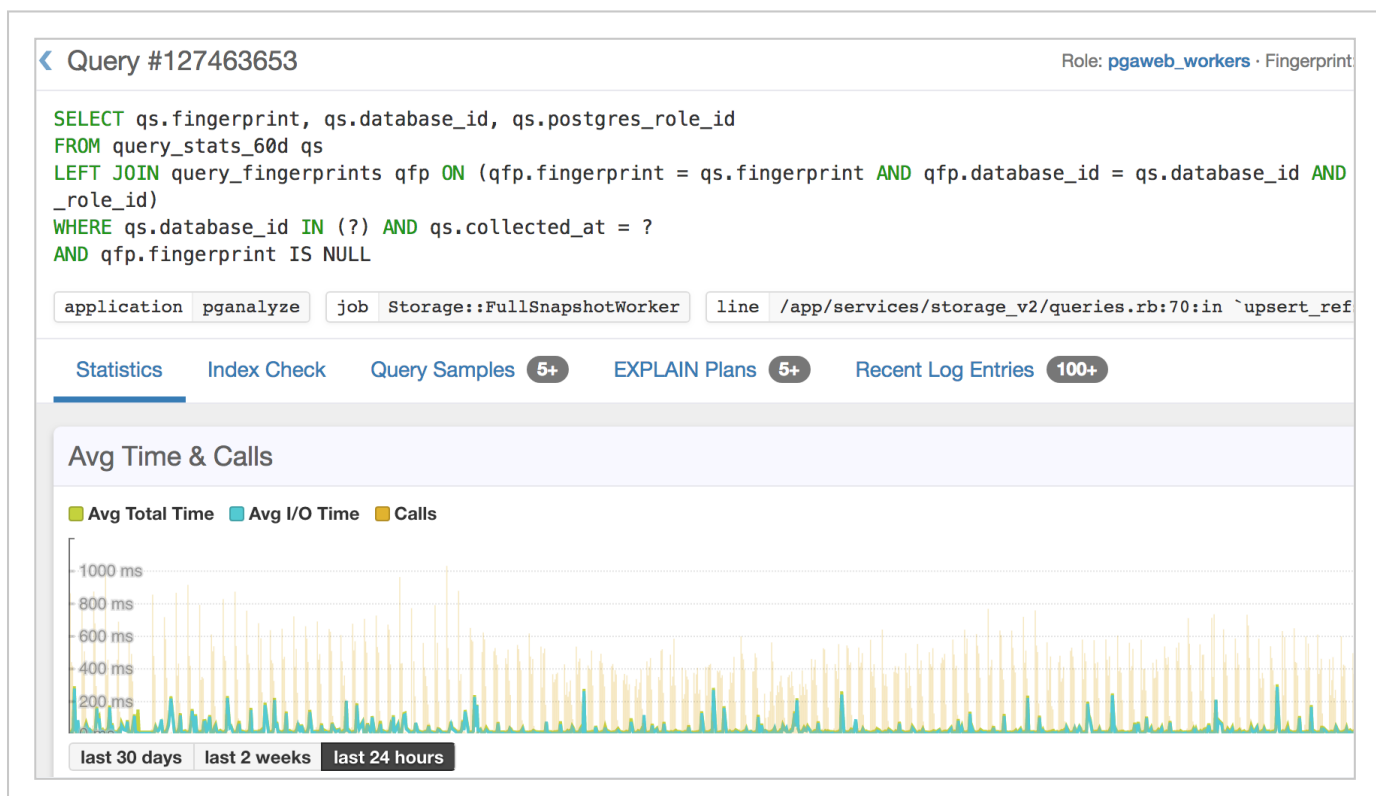 Query #127463653
Role: pgaweb_workers · Fingerprint:
SELECT qs.fingerprint, qs.database_id, qs.postgres_role_id
FROM query_stats_60d qs
LEFT JOIN query_fingerprints qfp ON (qfp.fingerprint = qs.fingerprint AND qfp.database_id = qs.database_id AND
_role_id)
WHERE qs.database_id IN (?) AND qs.collected_at = ?
AND qfp.fingerprint IS NULL
application pganalyze job Storage::FullSnapshotWorker line /app/services/storage_v2/queries.rb:70:in `upsert_ref
Statistics Index Check Query Samples 5+ EXPLAIN Plans 5+ Recent Log Entries 100+
Avg Time & Calls
Avg Total Time Avg I/O Time Calls
1000 ms
800 ms
600 ms
400 ms
200 ms
0 ms
last 30 days last 2 weeks last 24 hours